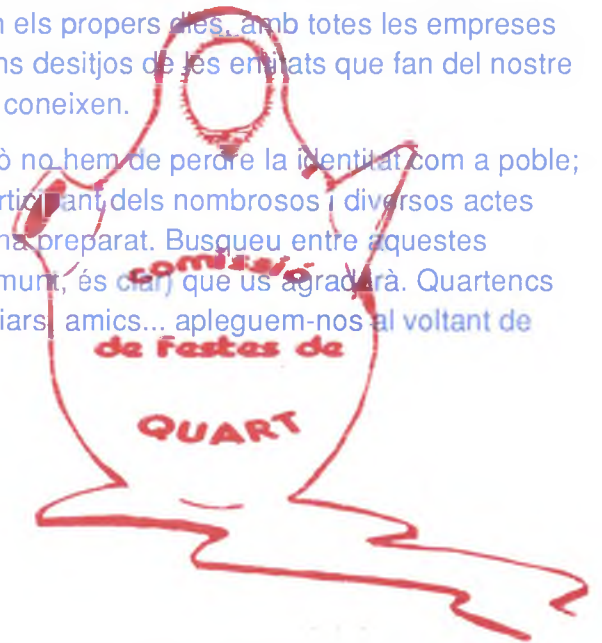 els propers dies, amb totes les empreses
ns desitjos de les entitats que fan del nostre
coneixen.
ò no hem de perdre la identitat com a poble;
rticipant dels nombrosos i diversos actes
ha preparat. Busqueu entre aquestes
munt, és clar) que us agradarà. Quartencs
iars, amics... apleguem-nos al voltant de
comissió
de Festes de
QUART